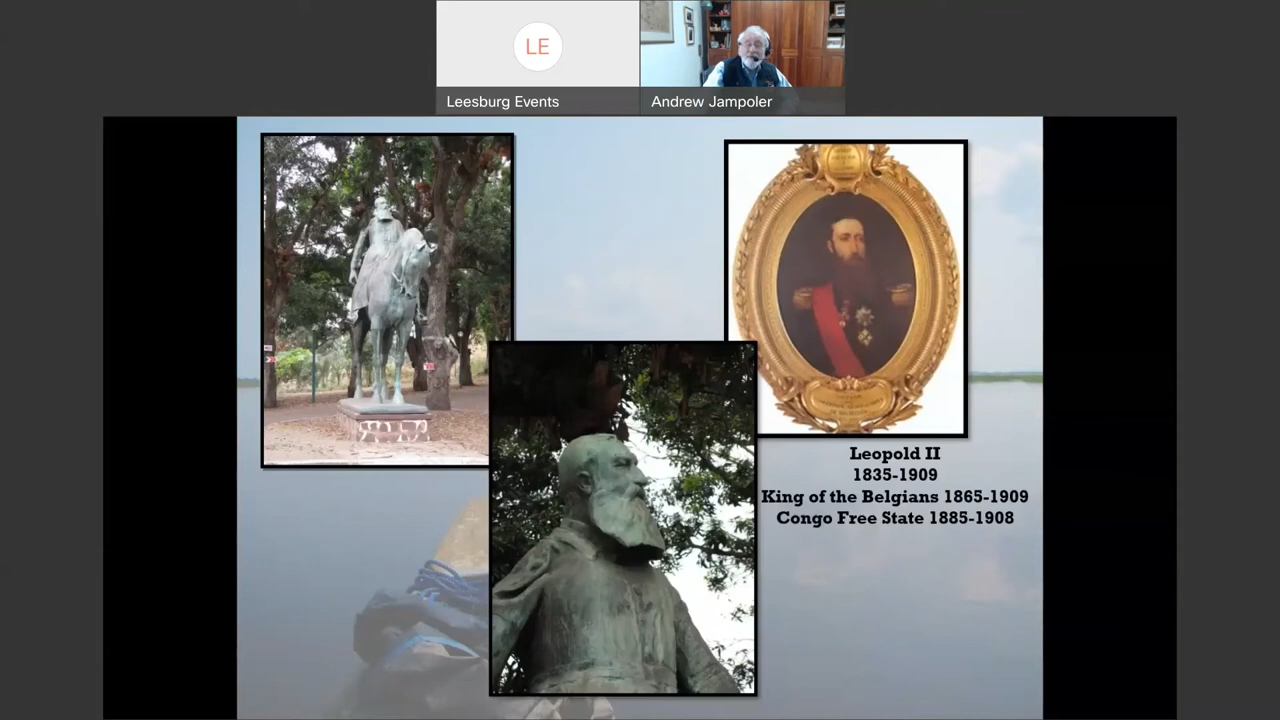 LE
Leesburg Events
Andrew Jampoler
Leopold II
1835-1909
King of the Belgians 1865-1909
Congo Free State 1885-1908